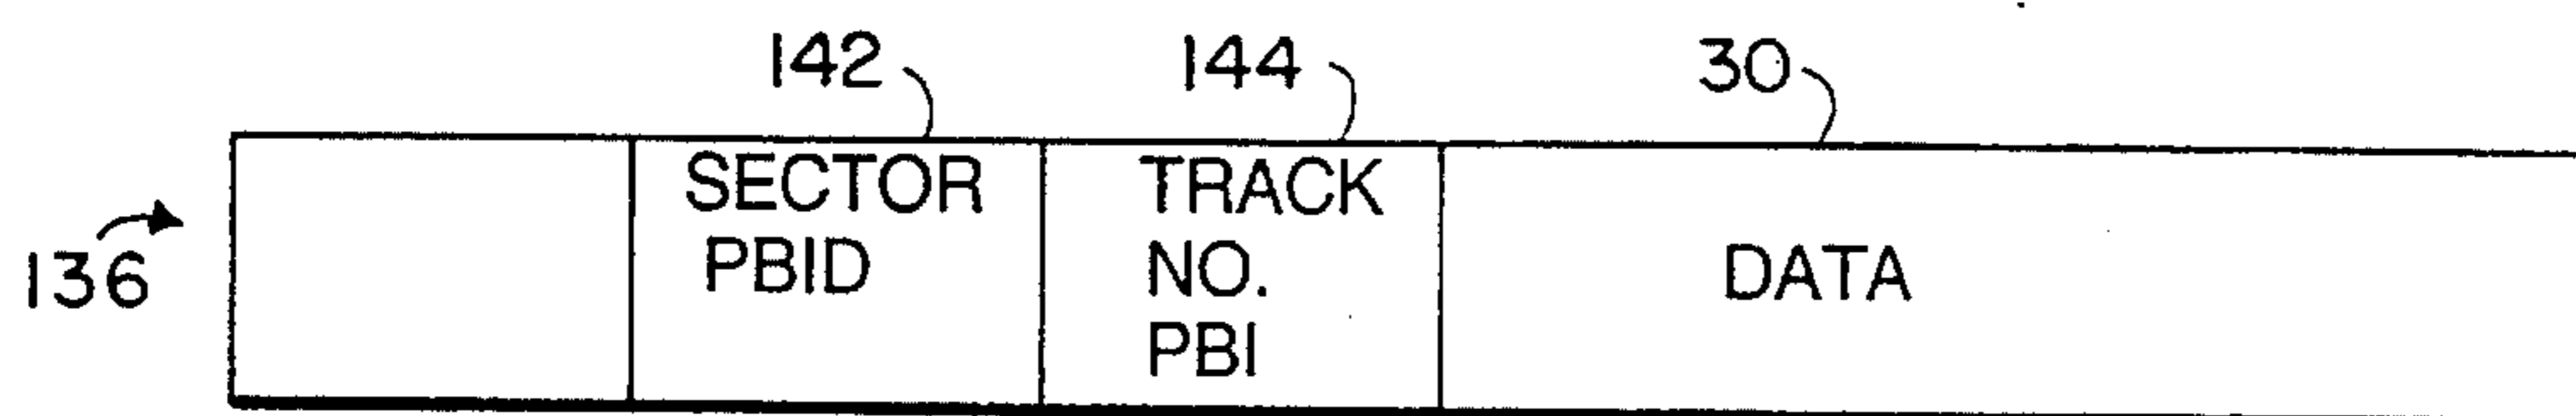 142 144 30
136
SECTOR
PBID
TRACK
NO.
PBI
DATA